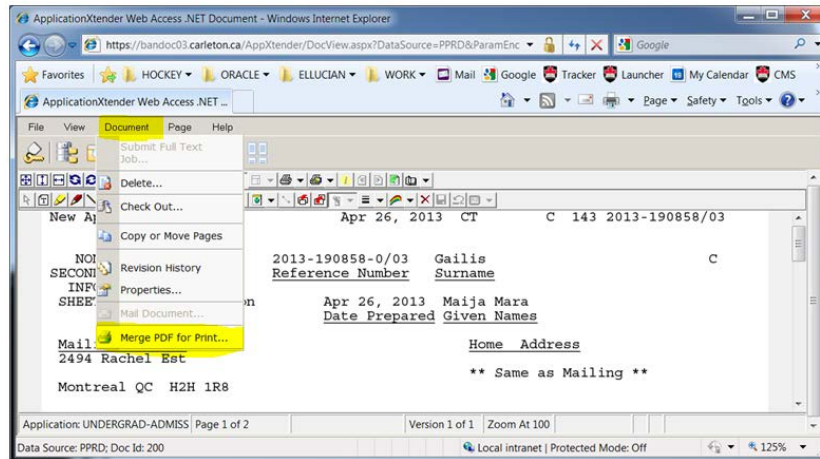 ApplicationXtender Web Access .NET Document - Windows Internet Explorer
https://bandoc03.carleton.ca/AppXtender/DocView.aspx?DataSource=PPRD&ParamEnc
Google
Favorites HOCKEY ORACLE ELLUCIAN WORK Mail Google Tracker Launcher My Calendar CMS
ApplicationXtender Web Access .NET ...
Page Safety Tools
File View Document Page Help
Submit Full Text
Job...
Delete...
Check Out...
Copy or Move Pages
Revision History
Properties...
Mail Document...
Merge PDF for Print...
New Ap Apr 26, 2013 CT C 143 2013-190858/03
2013-190858-0/03 Gailis C
SECON Reference Number Surname
SHEE on Apr 26, 2013 Maija Mara
Date Prepared Given Names
Mail Home Address
2494 Rachel Est
** Same as Mailing **
Montreal QC H2H 1R8
Application: UNDERGRAD-ADMISS Page 1 of 2 Version 1 of 1 Zoom At 100
Data Source: PPRD; Doc Id: 200 Local intranet | Protected Mode: Off 125%